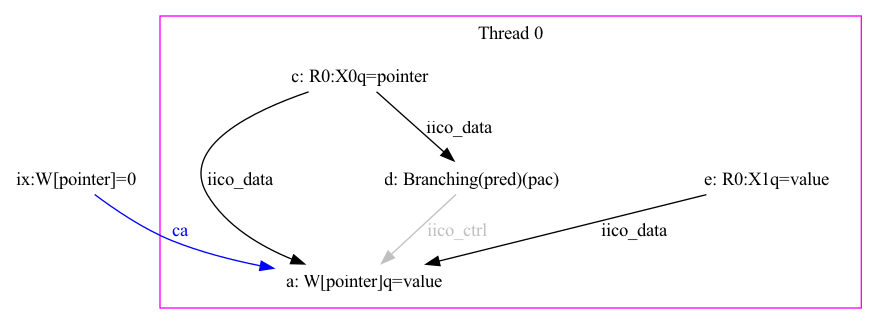 Thread 0
c: R0:X0q=pointer
iico_data
ix:W[pointer]=0
iico_data
d: Branching(pred)(pac)
e: R0:X1q=value
ca
iico_ctrl
iico_data
a: W[pointer]q=value